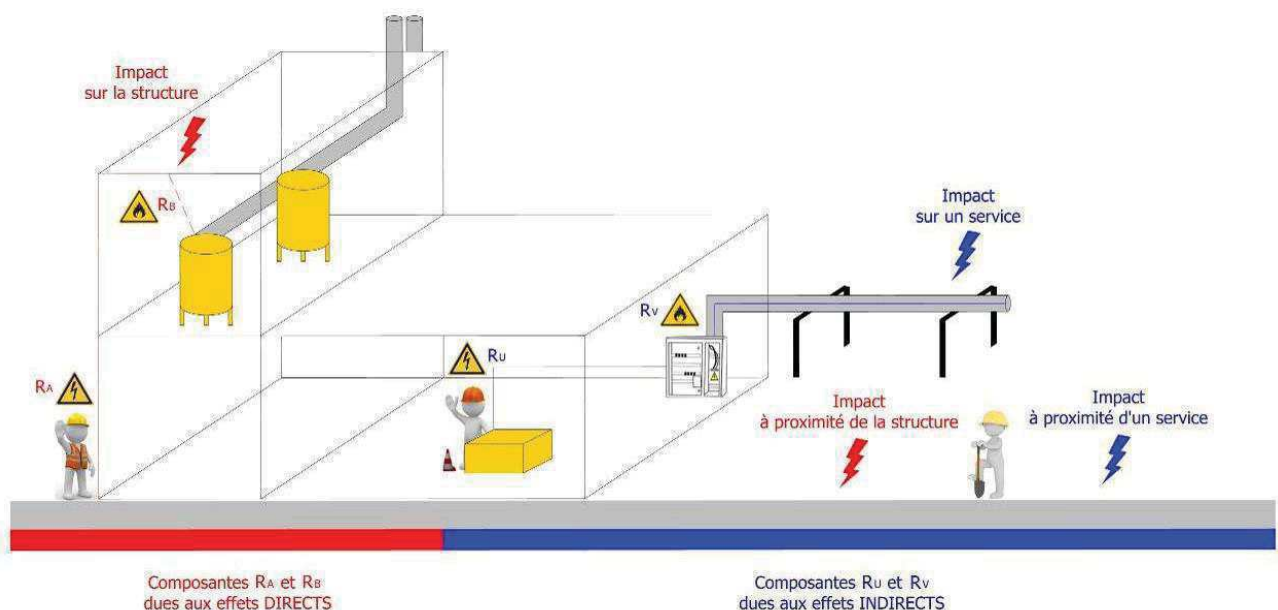 Impact
sur la structure
RB
RA
RU
RV
Impact
sur un service
Impact
à proximité de la structure
Impact
à proximité d'un service
Composantes RA et RB
dues aux effets DIRECTS
Composantes RU et RV
dues aux effets INDIRECTS